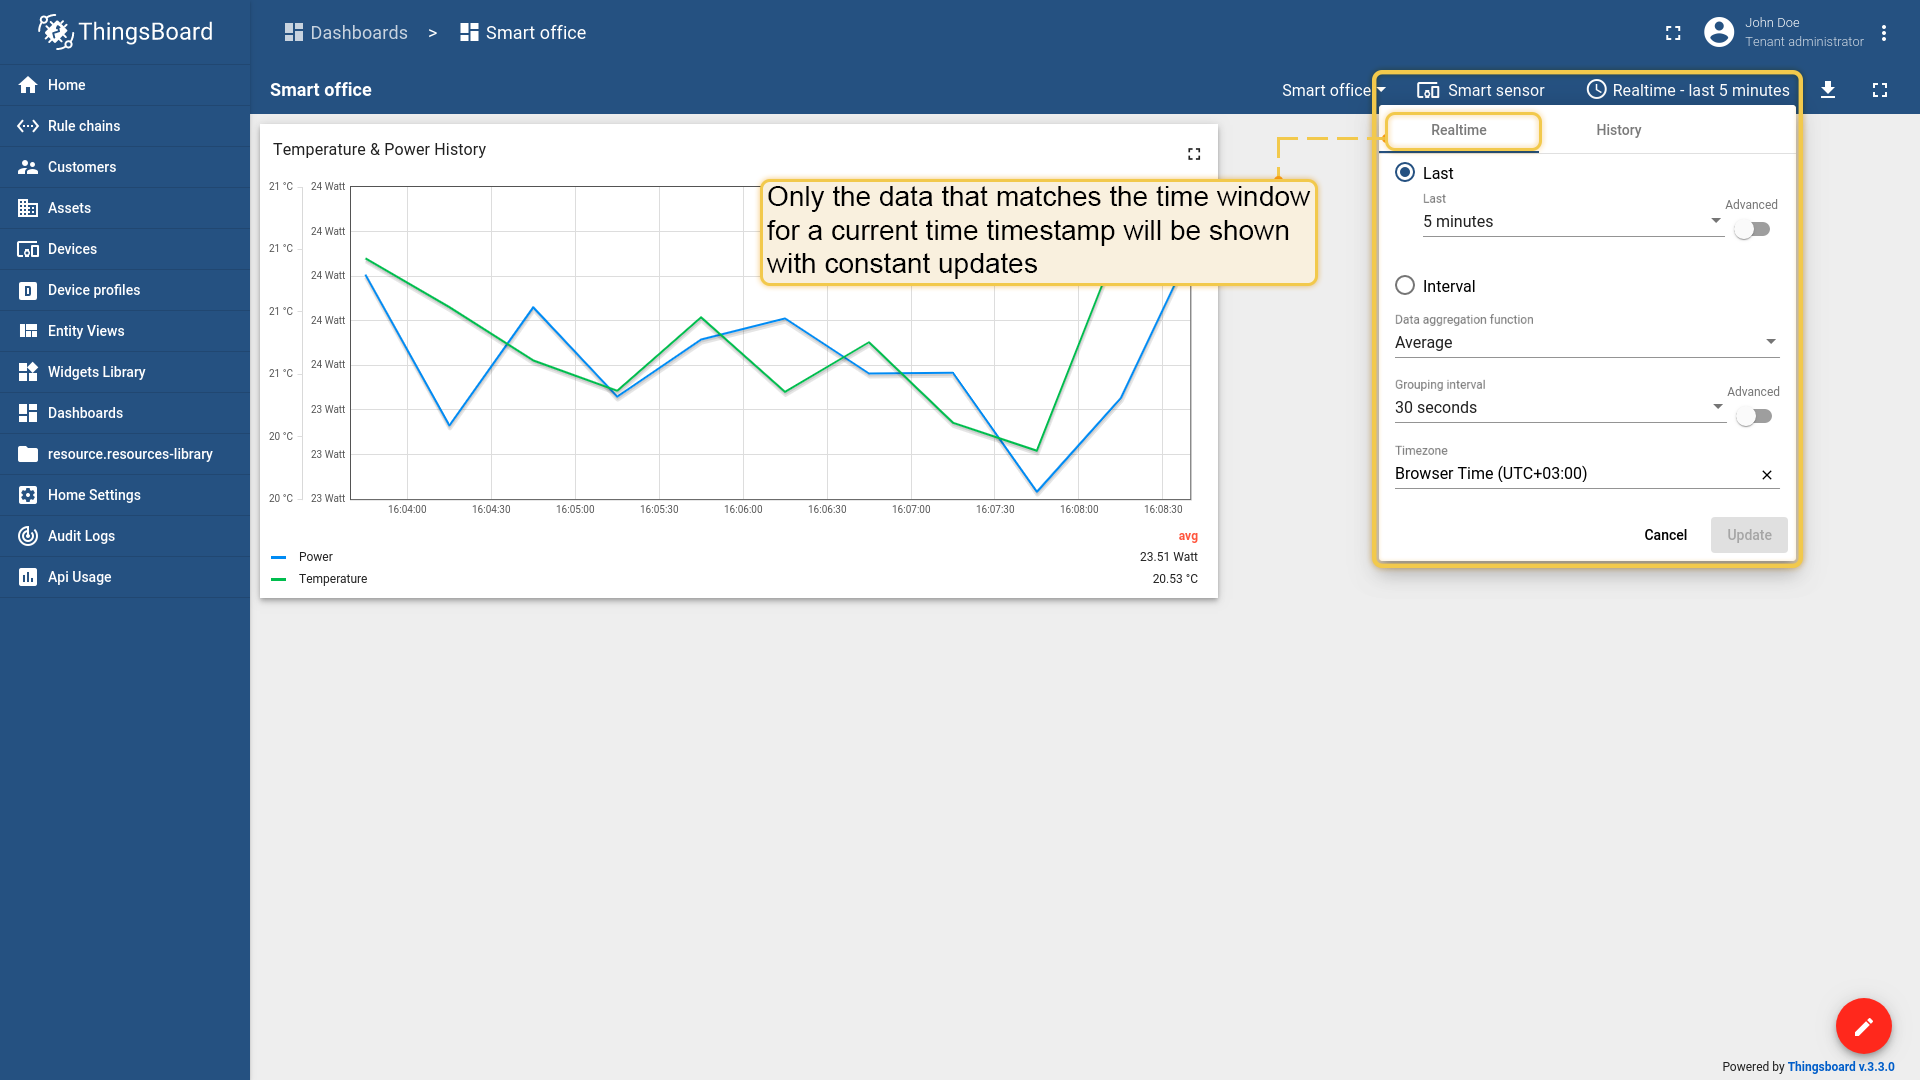 ThingsBoard
Dashboards > Smart office
John Doe
Tenant administrator
Home
Rule chains
Customers
Assets
Devices
Device profiles
Entity Views
Widgets Library
Dashboards
resource.resources-library
Home Settings
Audit Logs
Api Usage
Smart office
Smart office
Smart sensor
Realtime - last 5 minutes
Temperature & Power History
21 °C
21 °C
21 °C
21 °C
20 °C
20 °C
24 Watt
24 Watt
24 Watt
24 Watt
24 Watt
23 Watt
23 Watt
23 Watt
16:04:00 16:04:30 16:05:00 16:05:30 16:06:00 16:06:30 16:07:00 16:07:30 16:08:00 16:08:30
avg
Power 23.51 Watt
Temperature 20.53 °C
Only the data that matches the time window
for a current time timestamp will be shown
with constant updates
Realtime
History
Last
Last
5 minutes
Advanced
Interval
Data aggregation function
Average
Grouping interval
30 seconds
Advanced
Timezone
Browser Time (UTC+03:00)
Cancel
Update
Powered by Thingsboard v.3.3.0